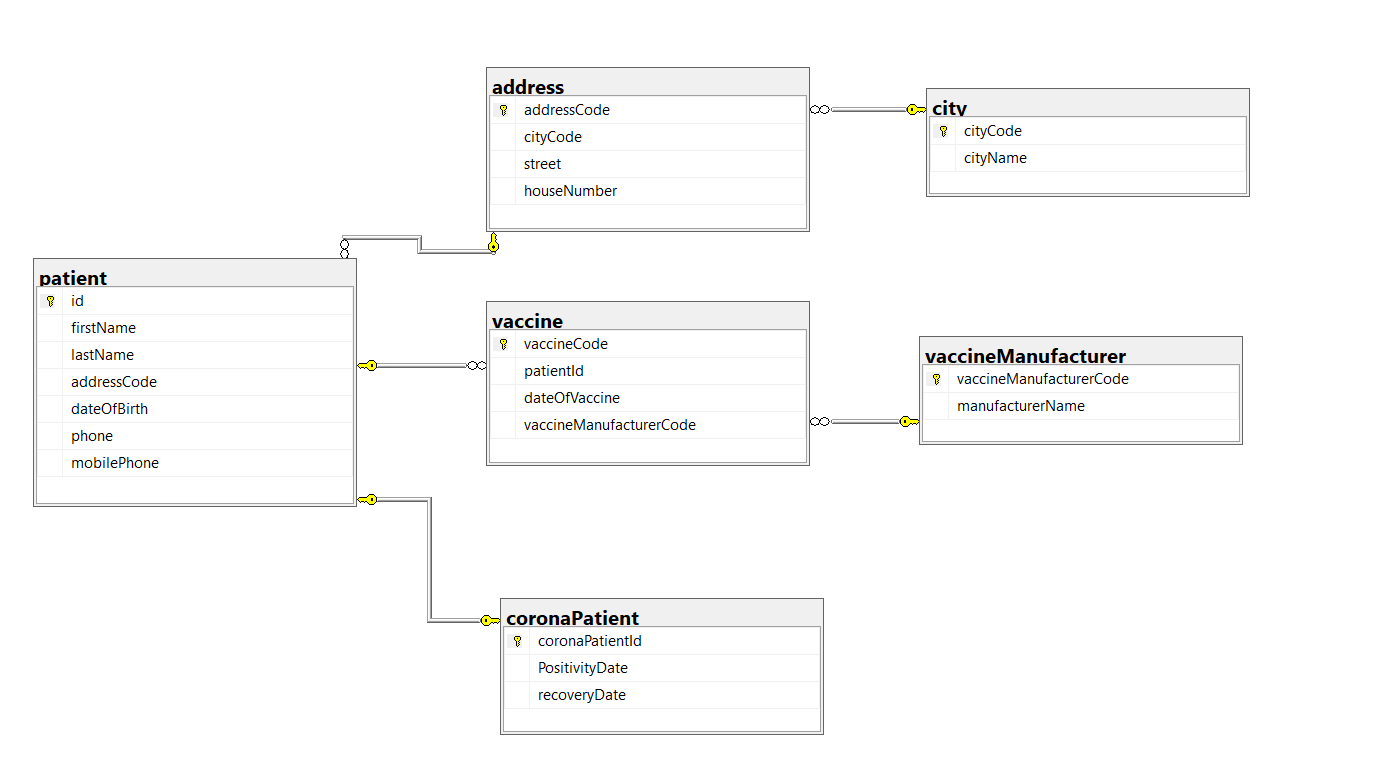 address
addressCode
cityCode
street
houseNumber
city
cityCode
cityName
patient
id
firstName
lastName
addressCode
dateOfBirth
phone
mobilePhone
vaccine
vaccineCode
patientId
dateOfVaccine
vaccineManufacturerCode
vaccineManufacturer
vaccineManufacturerCode
manufacturerName
coronaPatient
coronaPatientId
PositivityDate
recoveryDate